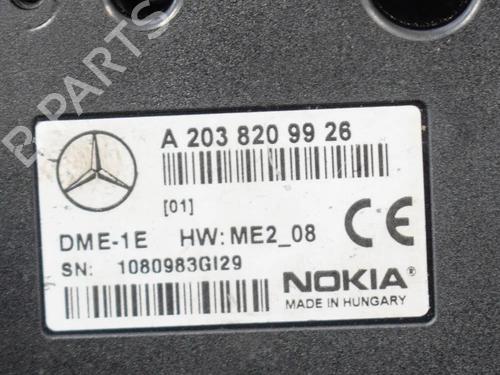 B-PARTS
A 203 820 99 26
[01]
DME-1E HW: ME2_08
CE
SN: 1080983GI29
NOKIA
MADE IN HUNGARY